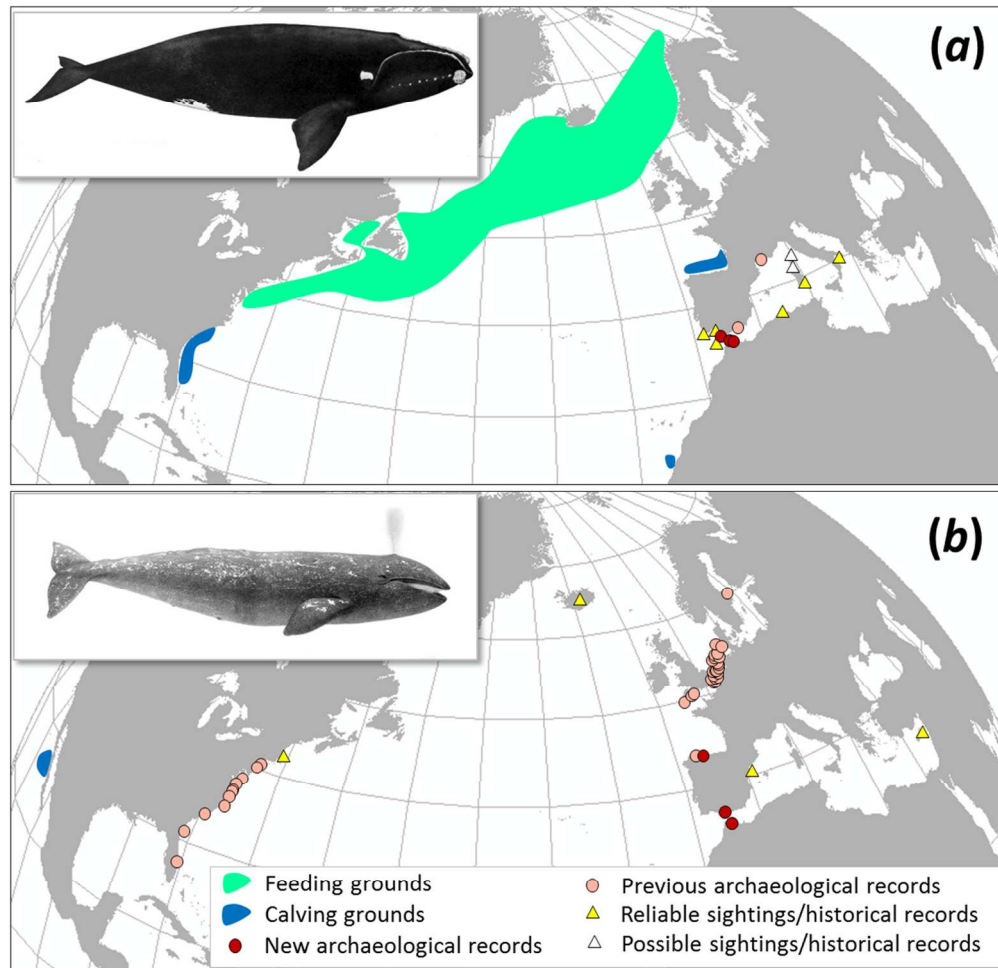 (a)
(b)
Feeding grounds
Calving grounds
New archaeological records
Previous archaeological records
Reliable sightings/historical records
Possible sightings/historical records